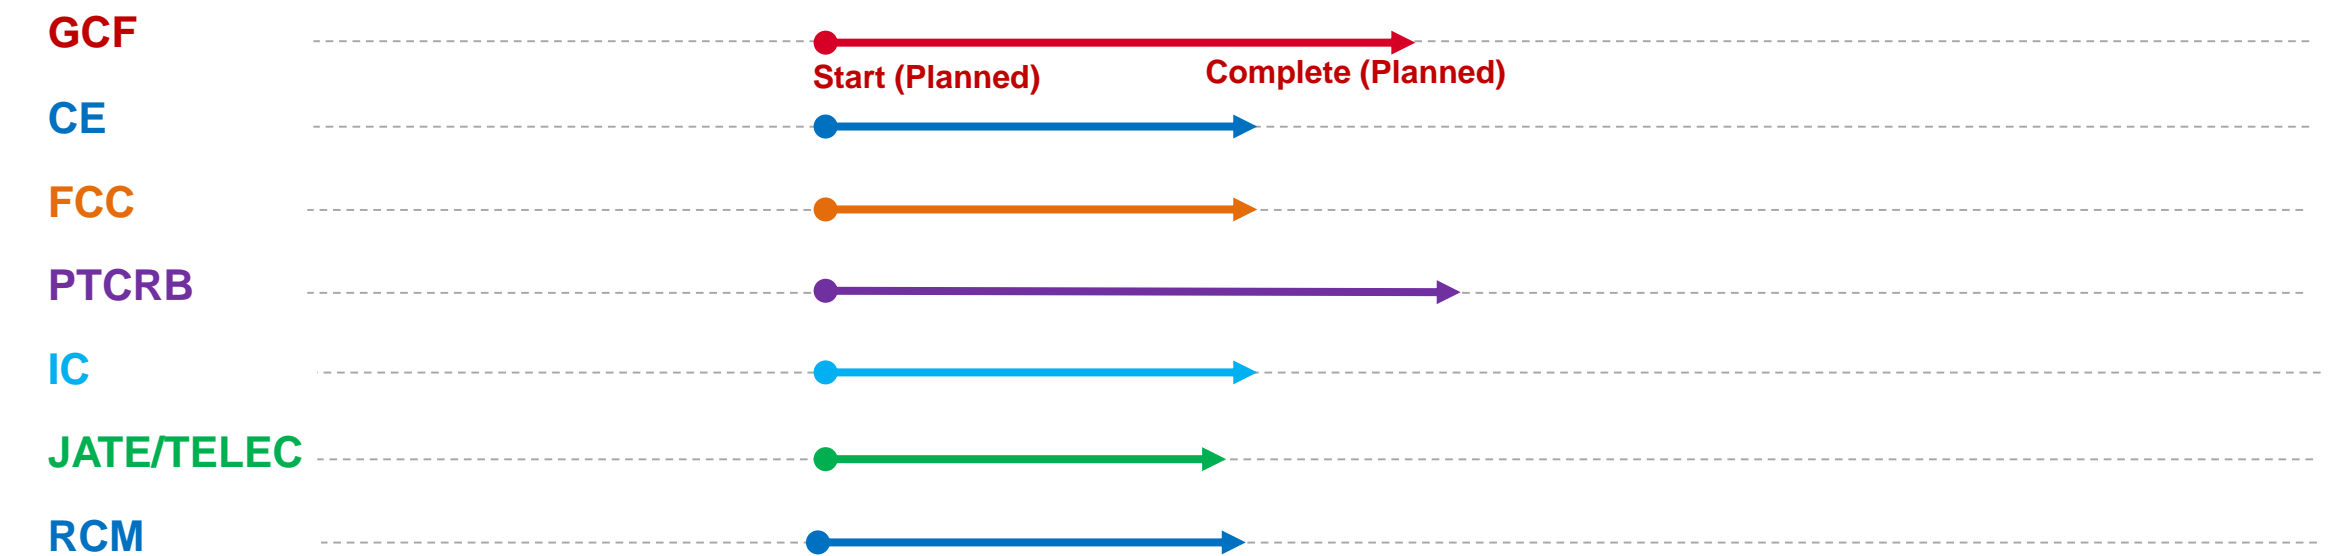 GCF
Start (Planned)
Complete (Planned)
CE
FCC
PTCRB
IC
JATE/TELEC
RCM